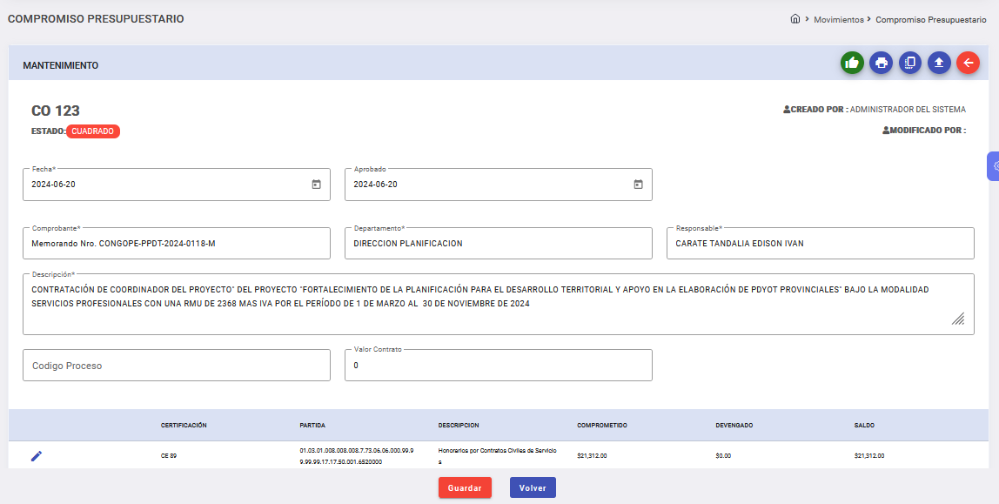 COMPROMISO PRESUPUESTARIO
Movimientos > Compromiso Presupuestario
MANTENIMIENTO
CO 123
CREADO POR : ADMINISTRADOR DEL SISTEMA
ESTADO: CUADRADO
MODIFICADO POR :
Fecha*
2024-06-20
Aprobado
2024-06-20
Comprobante*
Memorando Nro. CONGOPE-PPDT-2024-0118-M
Departamento*
DIRECCION PLANIFICACION
Responsable*
CARATE TANDALIA EDISON IVAN
Descripción*
CONTRATACIÓN DE COORDINADOR DEL PROYECTO" DEL PROYECTO "FORTALECIMIENTO DE LA PLANIFICACIÓN PARA EL DESARROLLO TERRITORIAL Y APOYO EN LA ELABORACIÓN DE PDYOT PROVINCIALES" BAJO LA MODALIDAD
SERVICIOS PROFESIONALES CON UNA RMU DE 2368 MAS IVA POR EL PERÍODO DE 1 DE MARZO AL 30 DE NOVIEMBRE DE 2024
Codigo Proceso
Valor Contrato
0
CERTIFICACIÓN PARTIDA DESCRIPCION COMPROMETIDO DEVENGADO SALDO
CE 89
01.03.01.008.008.008.7.73.06.06.000.99.9
9.99.99.17.17.50.001.6520000
Honorarios por Contratos Civiles de Servicio
s
$21,312.00
$0.00
$21,312.00
Guardar
Volver